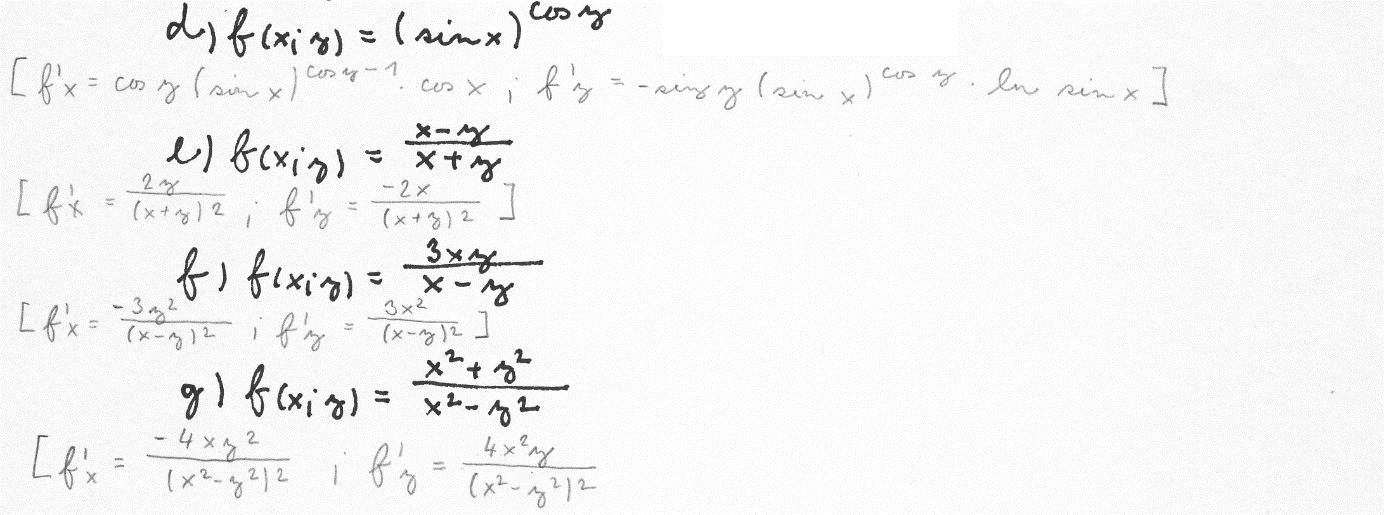 d) f(x;y) = (sin x)^cos y
[ f'x = cos y (sin x)^cos y-1 · cos x ; f'y = -sin y (sin x)^cos y · ln sin x ]
e) f(x;y) = (x-y)/(x+y)
[ f'x = 2y/(x+y)² ; f'y = -2x/(x+y)² ]
f) f(x;y) = 3xy/(x-y)
[ f'x = -3y²/(x-y)² ; f'y = 3x²/(x-y)² ]
g) f(x;y) = (x²+y²)/(x²-y²)
[ f'x = -4xy²/(x²-y²)² ; f'y = 4x²y/(x²-y²)²